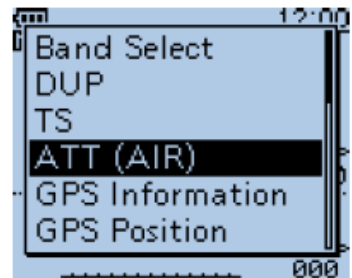 12:00
Band Select
DUP
TS
ATT (AIR)
GPS Information
GPS Position
000